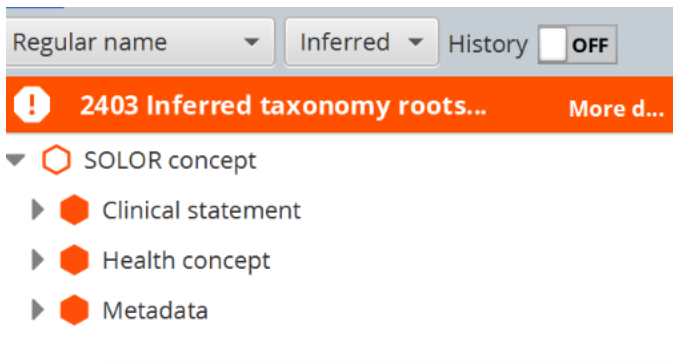 Regular name Inferred History OFF
! 2403 Inferred taxonomy roots... More d...
SOLOR concept
Clinical statement
Health concept
Metadata